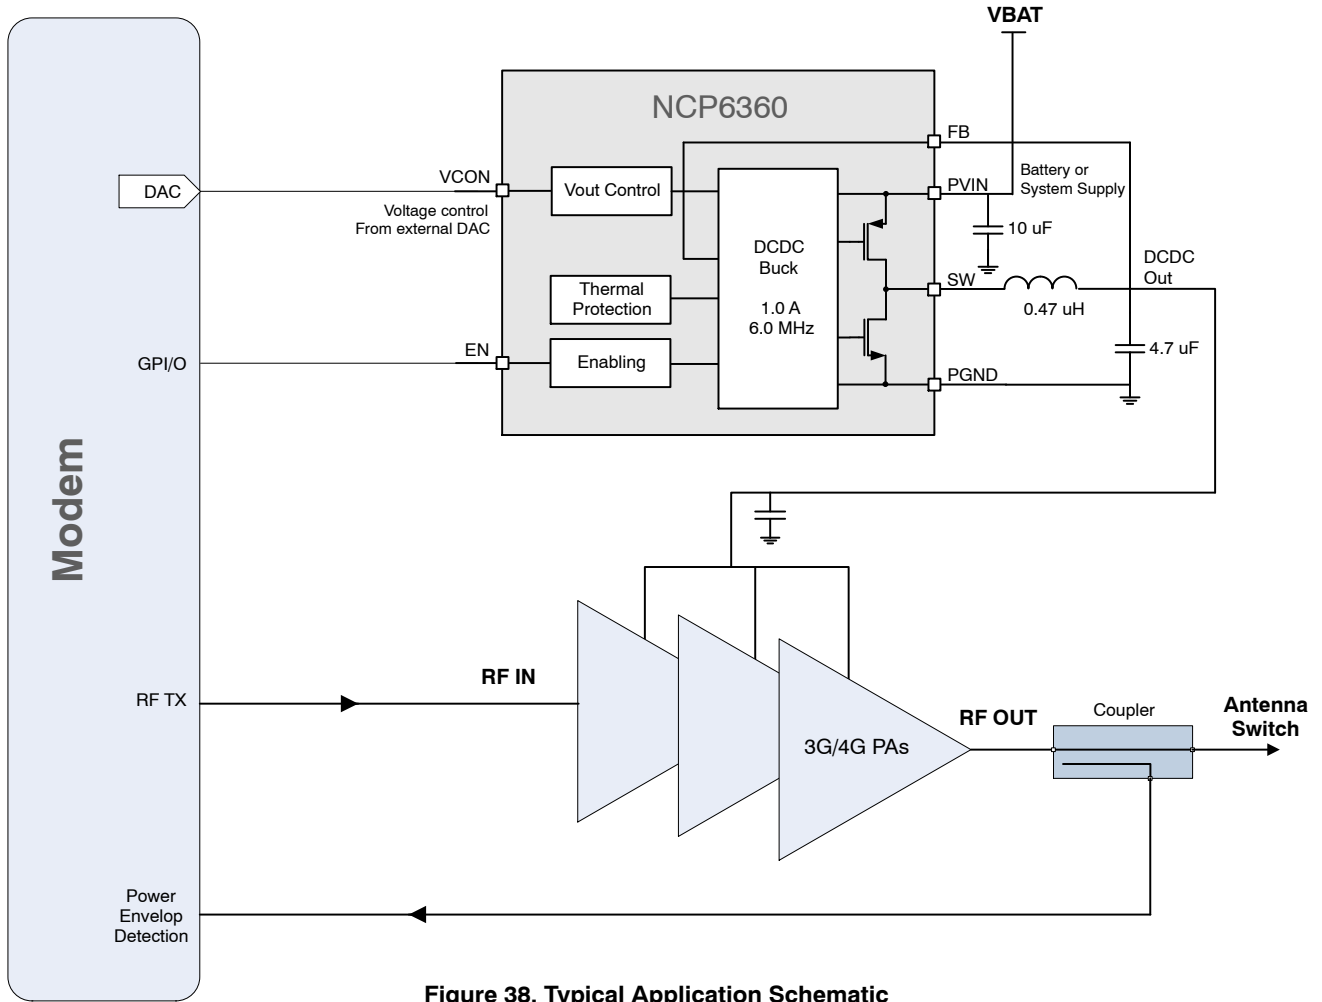 VBAT
NCP6360
FB
DAC
VCON
Vout Control
PVIN
Battery or
System Supply
Voltage control
From external DAC
10 uF
DCDC
Buck
1.0 A
6.0 MHz
DCDC
Out
Thermal
Protection
SW
0.47 uH
GPI/O
EN
Enabling
4.7 uF
PGND
Modem
RF TX
RF IN
3G/4G PAs
RF OUT
Coupler
Antenna
Switch
Power
Envelop
Detection
Figure 38. Typical Application Schematic